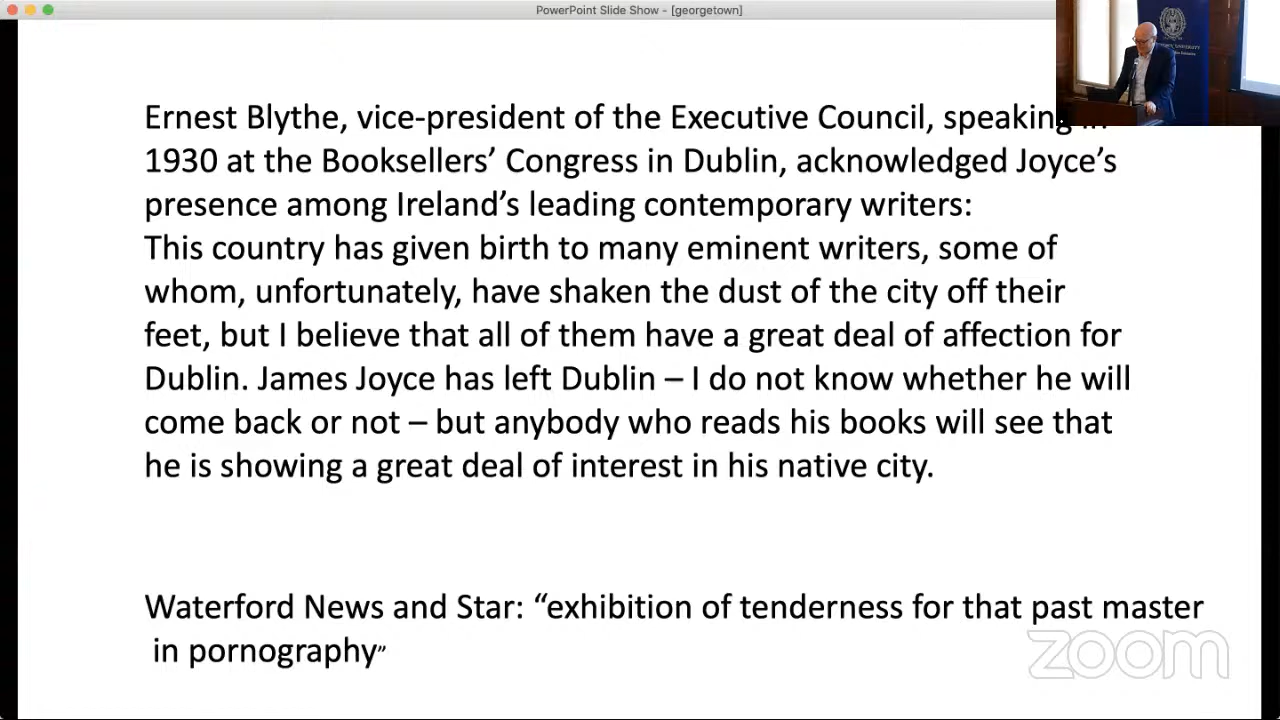 PowerPoint Slide Show - [georgetown]
Ernest Blythe, vice-president of the Executive Council, speaking in
1930 at the Booksellers’ Congress in Dublin, acknowledged Joyce’s
presence among Ireland’s leading contemporary writers:
This country has given birth to many eminent writers, some of
whom, unfortunately, have shaken the dust of the city off their
feet, but I believe that all of them have a great deal of affection for
Dublin. James Joyce has left Dublin – I do not know whether he will
come back or not – but anybody who reads his books will see that
he is showing a great deal of interest in his native city.
Waterford News and Star: “exhibition of tenderness for that past master
in pornography”
zoom